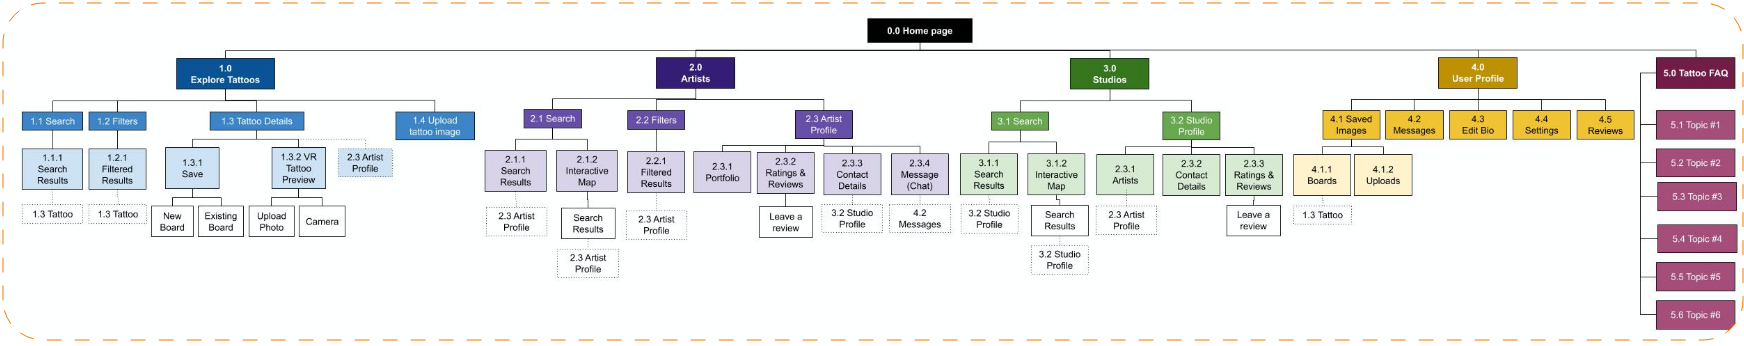 0.0 Home page
1.0
Explore Tattoos
1.1 Search
1.1.1
Search
Results
1.3 Tattoo
1.2 Filters
1.2.1
Filtered
Results
1.3 Tattoo
1.3 Tattoo Details
1.3.1
Save
New
Board
Existing
Board
1.3.2 VR
Tattoo
Preview
Upload
Photo
Camera
2.3 Artist
Profile
1.4 Upload
tattoo image
2.0
Artists
2.1 Search
2.1.1
Search
Results
2.3 Artist
Profile
2.1.2
Interactive
Map
Search
Results
2.3 Artist
Profile
2.2 Filters
2.2.1
Filtered
Results
2.3 Artist
Profile
2.3 Artist
Profile
2.3.1
Portfolio
2.3.2
Ratings &
Reviews
Leave a
review
2.3.3
Contact
Details
3.2 Studio
Profile
2.3.4
Message
(Chat)
4.2
Messages
3.0
Studios
3.1 Search
3.1.1
Search
Results
3.2 Studio
Profile
3.1.2
Interactive
Map
Search
Results
3.2 Studio
Profile
3.2 Studio
Profile
2.3.1
Artists
2.3 Artist
Profile
2.3.2
Contact
Details
2.3.3
Ratings &
Reviews
Leave a
review
4.0
User Profile
4.1 Saved
Images
4.1.1
Boards
1.3 Tattoo
4.1.2
Uploads
4.2
Messages
4.3
Edit Bio
4.4
Settings
4.5
Reviews
5.0 Tattoo FAQ
5.1 Topic #1
5.2 Topic #2
5.3 Topic #3
5.4 Topic #4
5.5 Topic #5
5.6 Topic #6